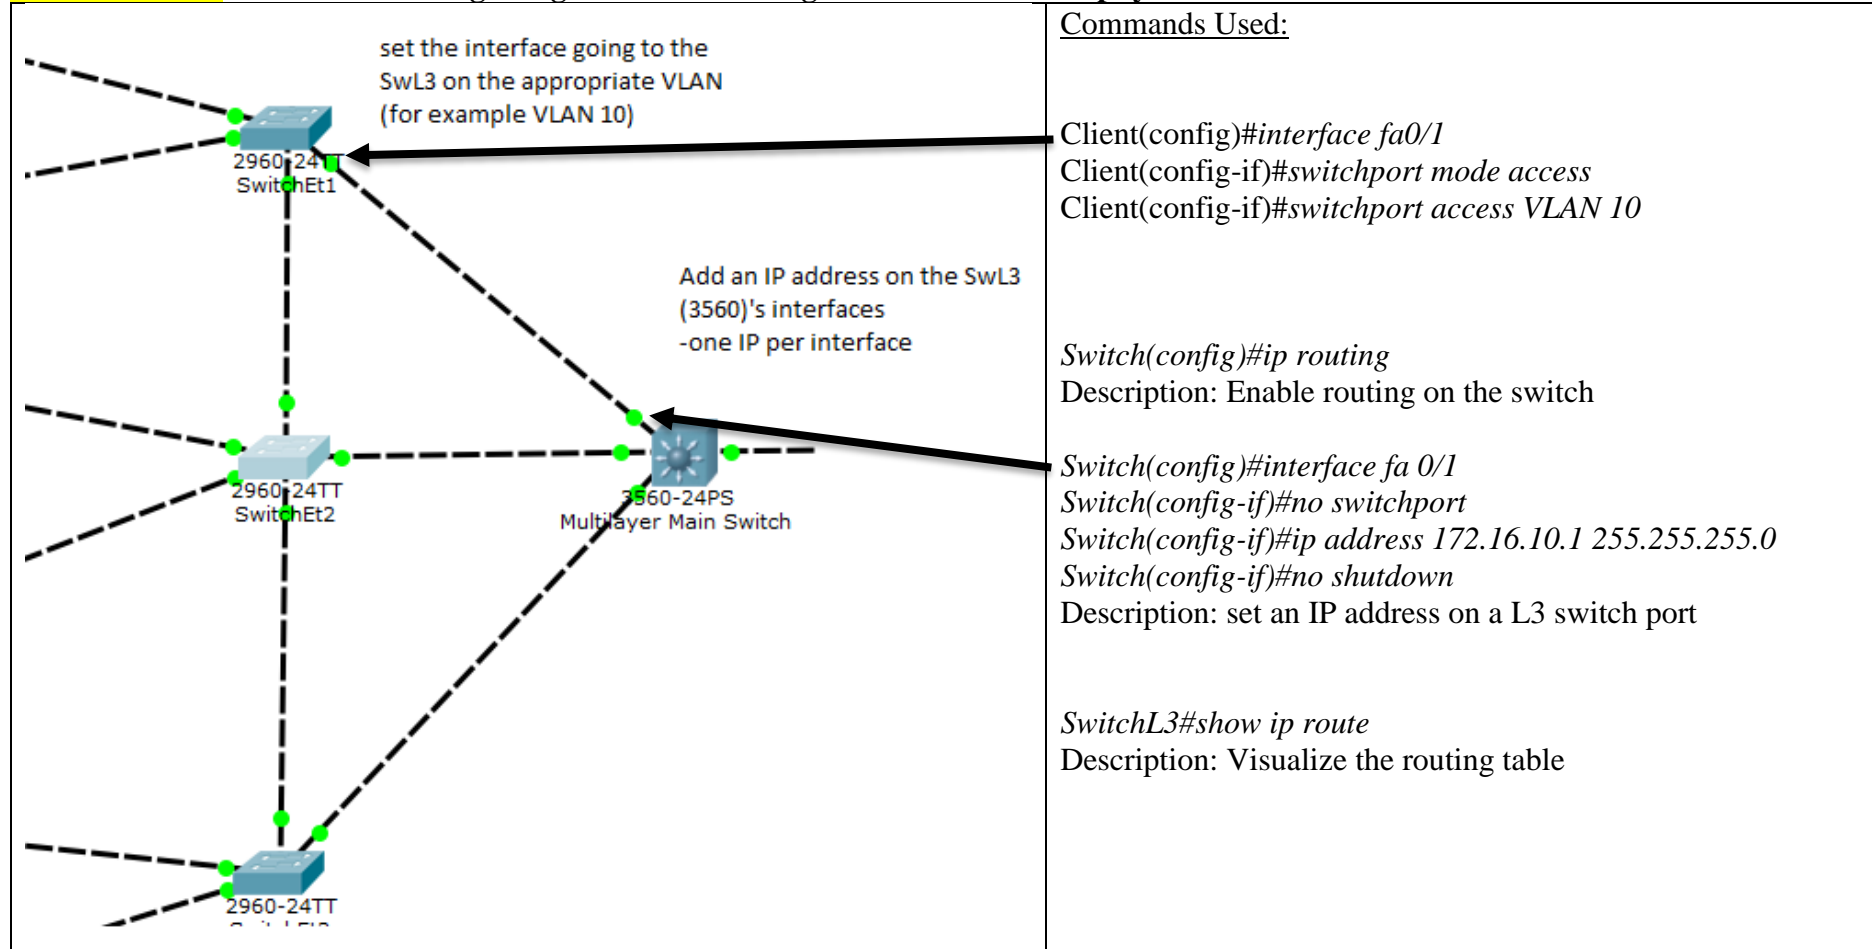 Commands Used:
set the interface going to the
SwL3 on the appropriate VLAN
(for example VLAN 10)
2960-24TT
SwitchEt1
Client(config)#interface fa0/1
Client(config-if)#switchport mode access
Client(config-if)#switchport access VLAN 10
Add an IP address on the SwL3
(3560)'s interfaces
-one IP per interface
Switch(config)#ip routing
Description: Enable routing on the switch
2960-24TT
SwitchEt2
3560-24PS
Multilayer Main Switch
Switch(config)#interface fa 0/1
Switch(config-if)#no switchport
Switch(config-if)#ip address 172.16.10.1 255.255.255.0
Switch(config-if)#no shutdown
Description: set an IP address on a L3 switch port
SwitchL3#show ip route
Description: Visualize the routing table
2960-24TT